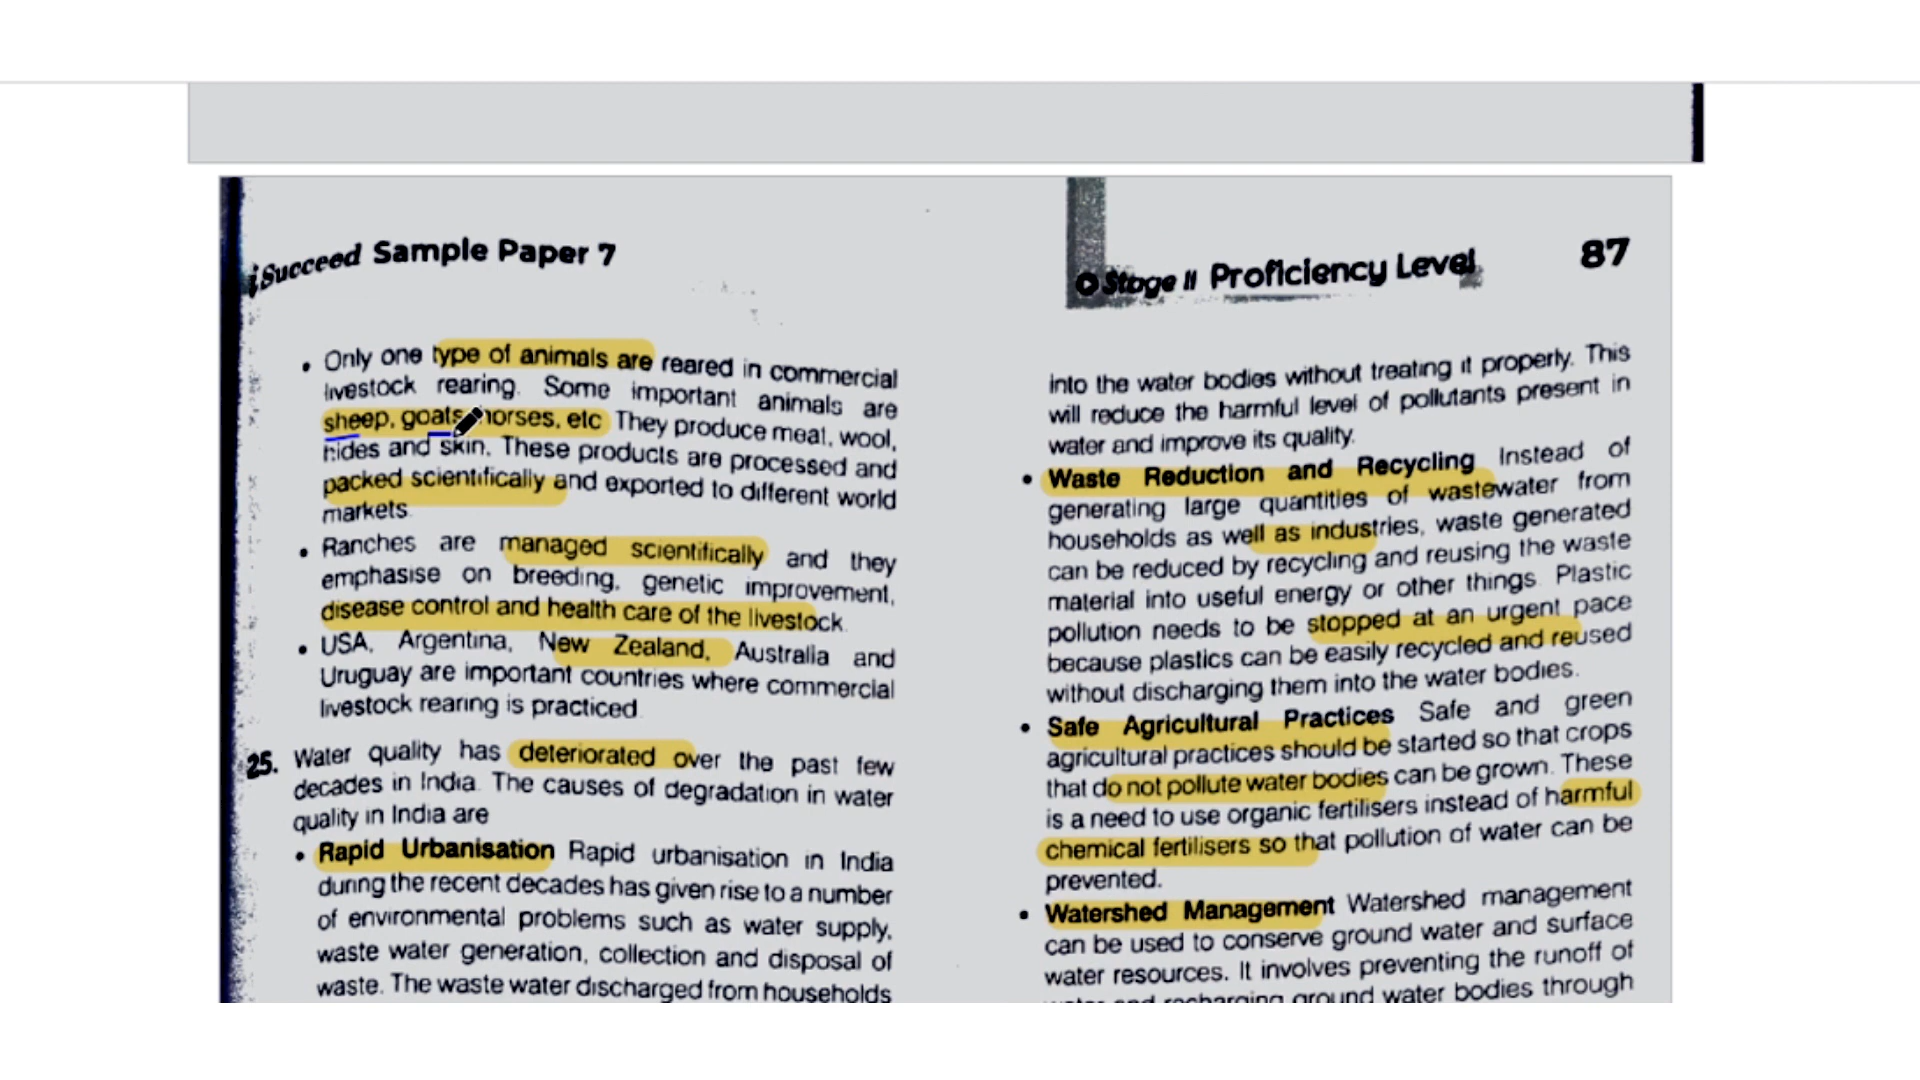 iSucceed Sample Paper 7
Stage II Proficiency Level
87
• Only one type of animals are reared in commercial
livestock rearing. Some important animals are
sheep, goats, horses, etc They produce meat, wool,
hides and skin. These products are processed and
packed scientifically and exported to different world
markets.
• Ranches are managed scientifically and they
emphasise on breeding, genetic improvement,
disease control and health care of the livestock.
• USA, Argentina, New Zealand, Australia and
Uruguay are important countries where commercial
livestock rearing is practiced
25. Water quality has deteriorated over the past few
decades in India. The causes of degradation in water
quality in India are
• Rapid Urbanisation Rapid urbanisation in India
during the recent decades has given rise to a number
of environmental problems such as water supply,
waste water generation, collection and disposal of
waste. The waste water discharged from households
into the water bodies without treating it properly. This
will reduce the harmful level of pollutants present in
water and improve its quality.
• Waste Reduction and Recycling Instead of
generating large quantities of wastewater from
households as well as industries, waste generated
can be reduced by recycling and reusing the waste
material into useful energy or other things. Plastic
pollution needs to be stopped at an urgent pace
because plastics can be easily recycled and reused
without discharging them into the water bodies.
• Safe Agricultural Practices Safe and green
agricultural practices should be started so that crops
that do not pollute water bodies can be grown. These
is a need to use organic fertilisers instead of harmful
chemical fertilisers so that pollution of water can be
prevented.
• Watershed Management Watershed management
can be used to conserve ground water and surface
water resources. It involves preventing the runoff of
water and recharging ground water bodies through